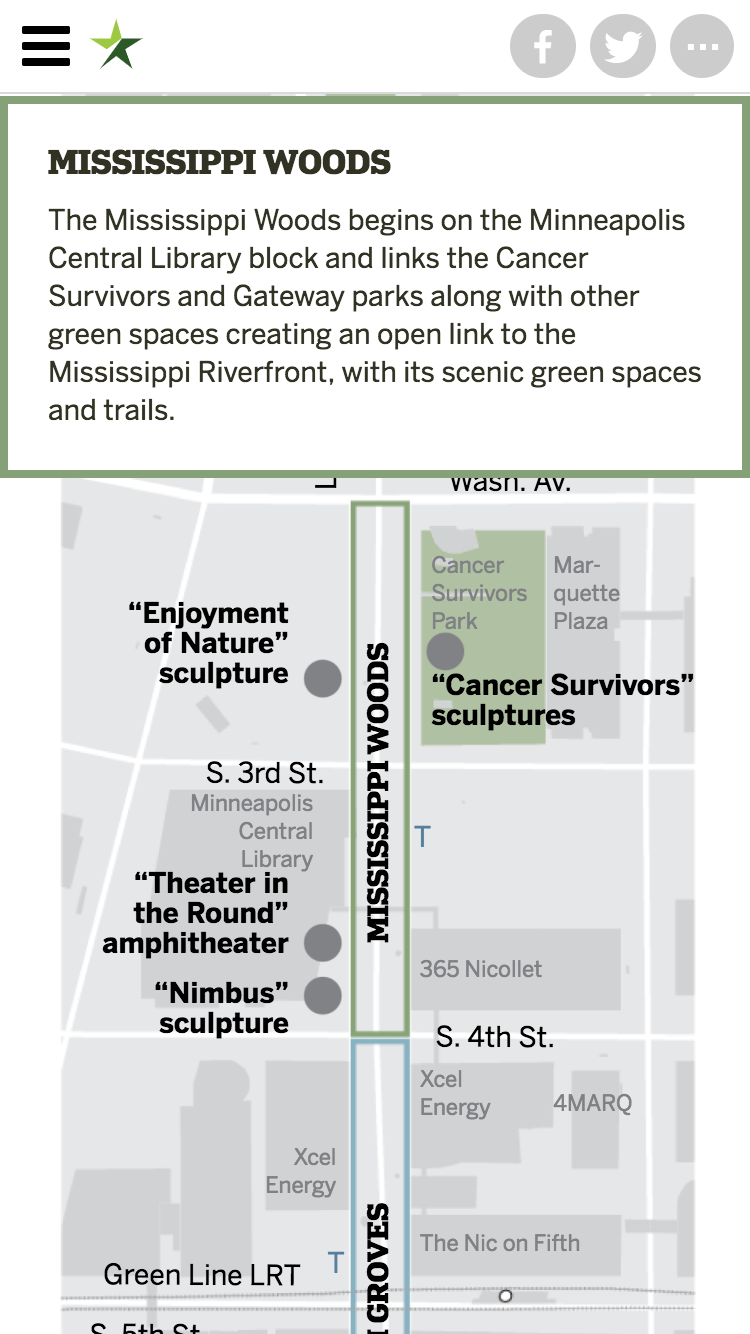 MISSISSIPPI WOODS
The Mississippi Woods begins on the Minneapolis
Central Library block and links the Cancer
Survivors and Gateway parks along with other
green spaces creating an open link to the
Mississippi Riverfront, with its scenic green spaces
and trails.
Wash. Av.
Cancer
Survivors
Park
Mar-
quette
Plaza
“Enjoyment
of Nature”
sculpture
“Cancer Survivors”
sculptures
MISSISSIPPI WOODS
S. 3rd St.
Minneapolis
Central
Library
T
“Theater in
the Round”
amphitheater
365 Nicollet
“Nimbus”
sculpture
S. 4th St.
Xcel
Energy
4MARQ
Xcel
Energy
GROVES
The Nic on Fifth
T
Green Line LRT
S. 5th St.